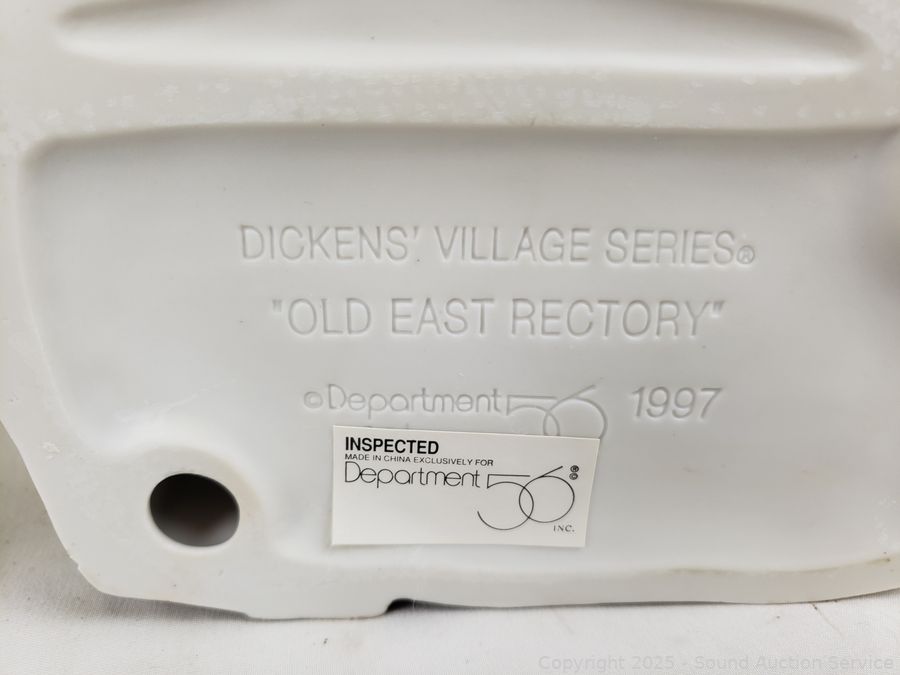 DICKENS' VILLAGE SERIES®
"OLD EAST RECTORY"
©Department 56 1997
INSPECTED
MADE IN CHINA EXCLUSIVELY FOR
Department 56 ®©
INC.
Copyright 2025 - Sound Auction Service